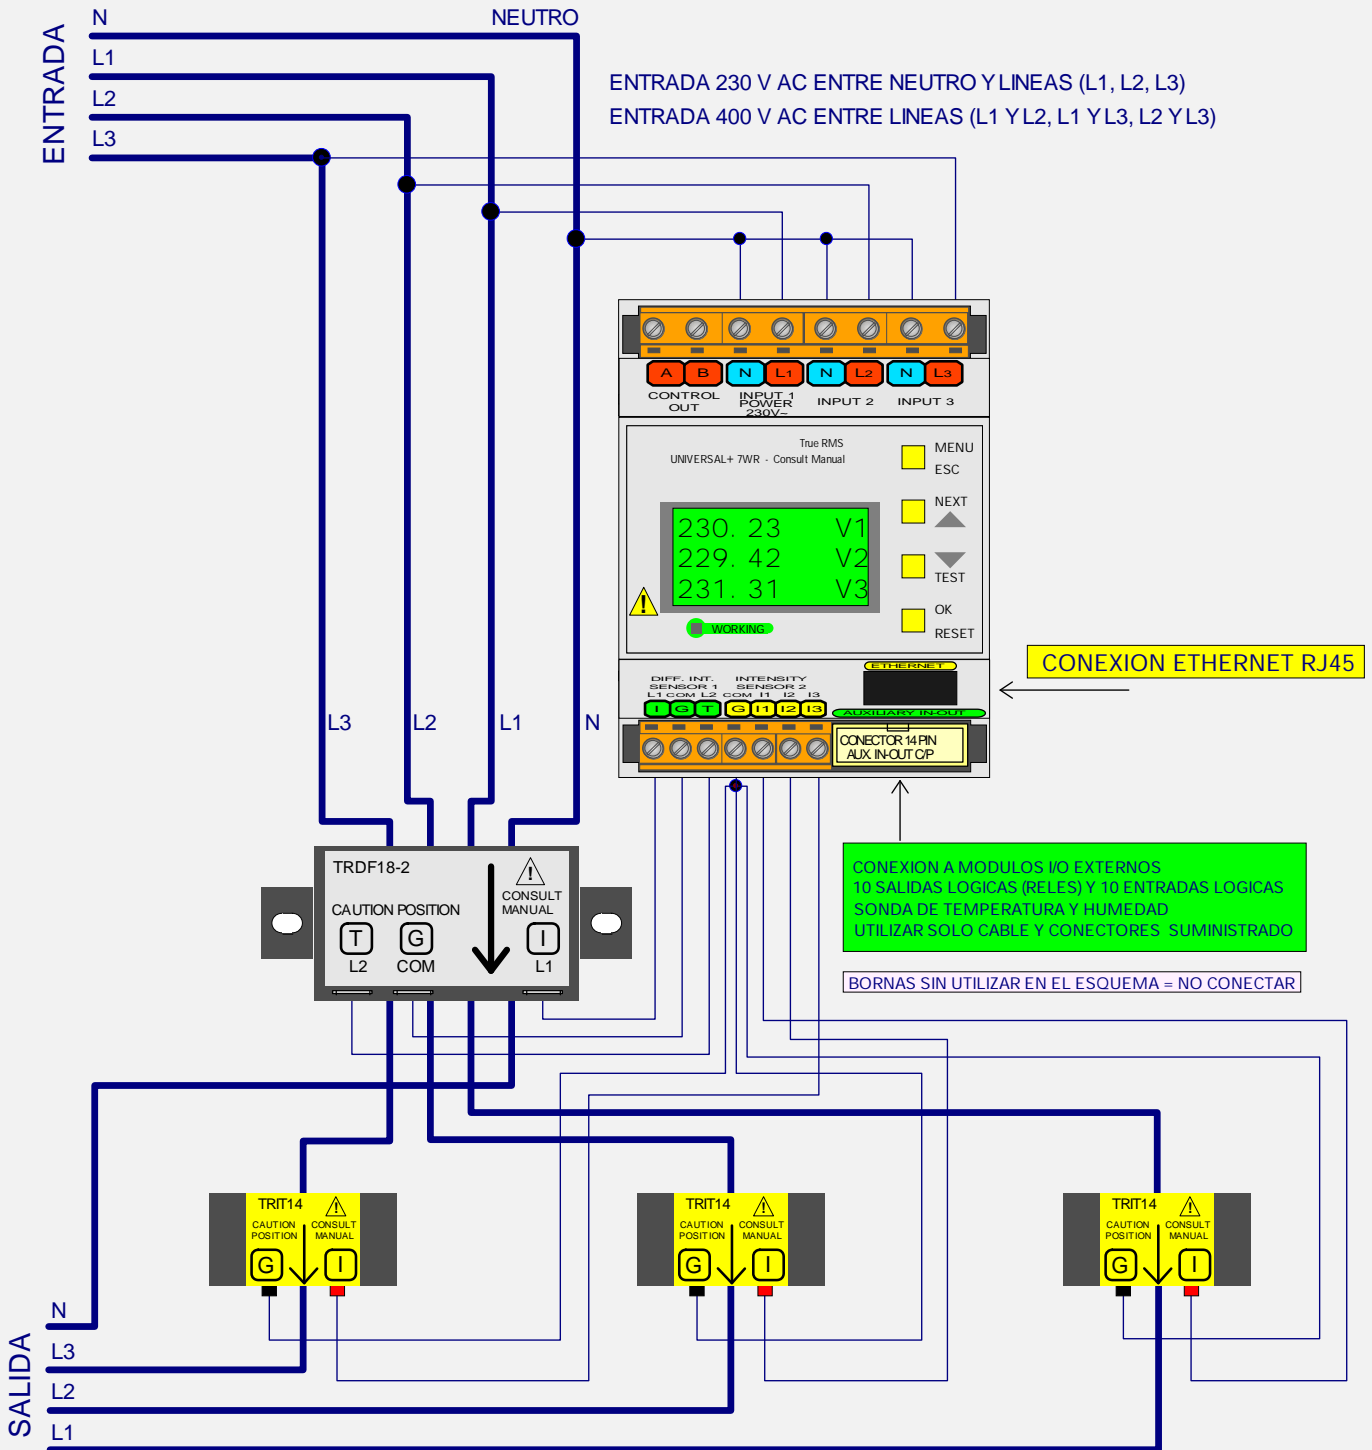 ENTRADA
N
NEUTRO
L1
L2
L3
ENTRADA 230 V AC ENTRE NEUTRO Y LINEAS (L1, L2, L3)
ENTRADA 400 V AC ENTRE LINEAS (L1 Y L2, L1 Y L3, L2 Y L3)
A B N L1 N L2 N L3
CONTROL OUT
INPUT 1 POWER 230V~
INPUT 2
INPUT 3
True RMS
UNIVERSAL+ 7WR - Consult Manual
MENU
ESC
NEXT
TEST
OK
RESET
230. 23 V1
229. 42 V2
231. 31 V3
!
WORKING
ETHERNET
CONEXION ETHERNET RJ45
DIFF. INT. SENSOR 1
L1 COM L2
INTENSITY SENSOR 2
COM I1 I2 I3
I G T G I1 I2 I3
AUXILIARY IN-OUT
CONECTOR 14 PIN
AUX. IN-OUT C/P
L3
L2
L1
N
CONEXION A MODULOS I/O EXTERNOS
10 SALIDAS LOGICAS (RELES) Y 10 ENTRADAS LOGICAS
SONDA DE TEMPERATURA Y HUMEDAD
UTILIZAR SOLO CABLE Y CONECTORES SUMINISTRADO
BORNAS SIN UTILIZAR EN EL ESQUEMA = NO CONECTAR
TRDF18-2
!
CONSULT
MANUAL
CAUTION POSITION
T G I
L2 COM L1
TRIT14
!
CAUTION POSITION
CONSULT MANUAL
G I
TRIT14
!
CAUTION POSITION
CONSULT MANUAL
G I
TRIT14
!
CAUTION POSITION
CONSULT MANUAL
G I
SALIDA
N
L3
L2
L1